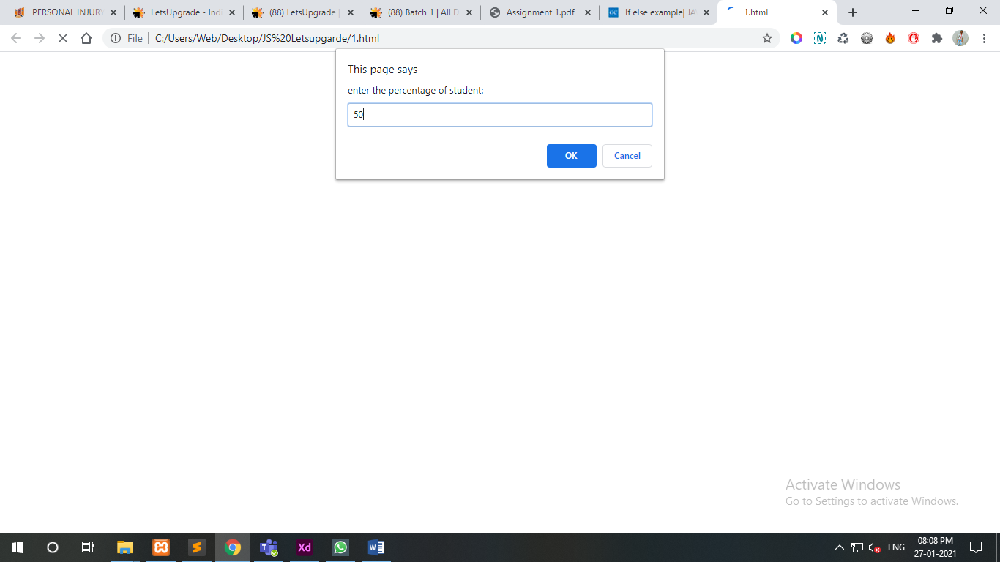 PERSONAL INJURY
LetsUpgrade - Indi
(88) LetsUpgrade |
(88) Batch 1 | All D
Assignment 1.pdf
GC
If else example| JA
1.html
File
C:/Users/Web/Desktop/JS%20Letsupgarde/1.html
N
This page says
enter the percentage of student:
50
OK
Cancel
Activate Windows
Go to Settings to activate Windows.
T
Xd
W
ENG
08:08 PM
27-01-2021